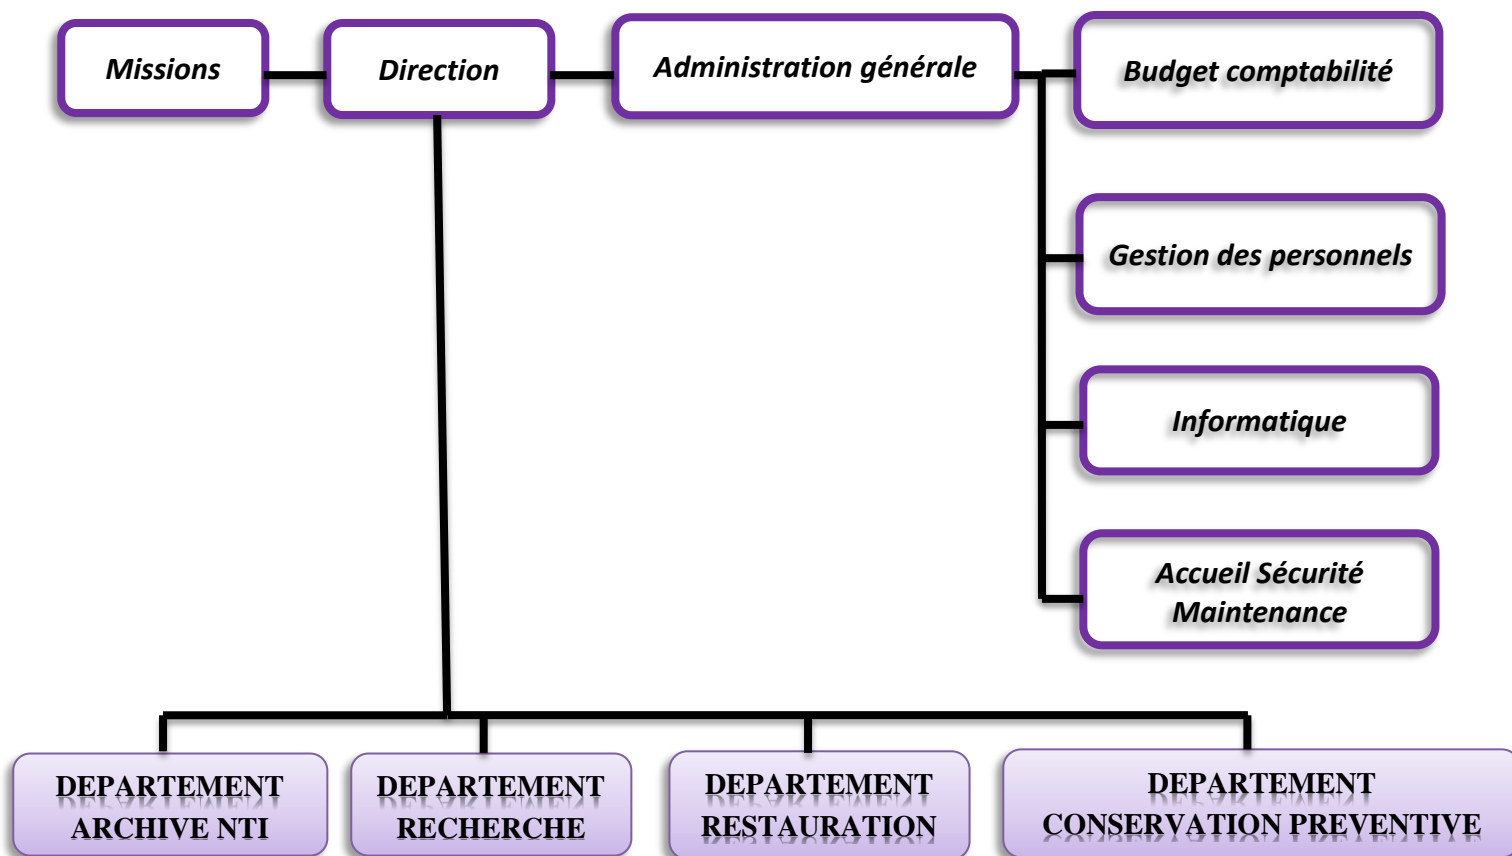 Missions
Direction
Administration générale
Budget comptabilité
Gestion des personnels
Informatique
Accueil Sécurité
Maintenance
DEPARTEMENT
ARCHIVE NTI
DEPARTEMENT
RECHERCHE
DEPARTEMENT
RESTAURATION
DEPARTEMENT
CONSERVATION PREVENTIVE